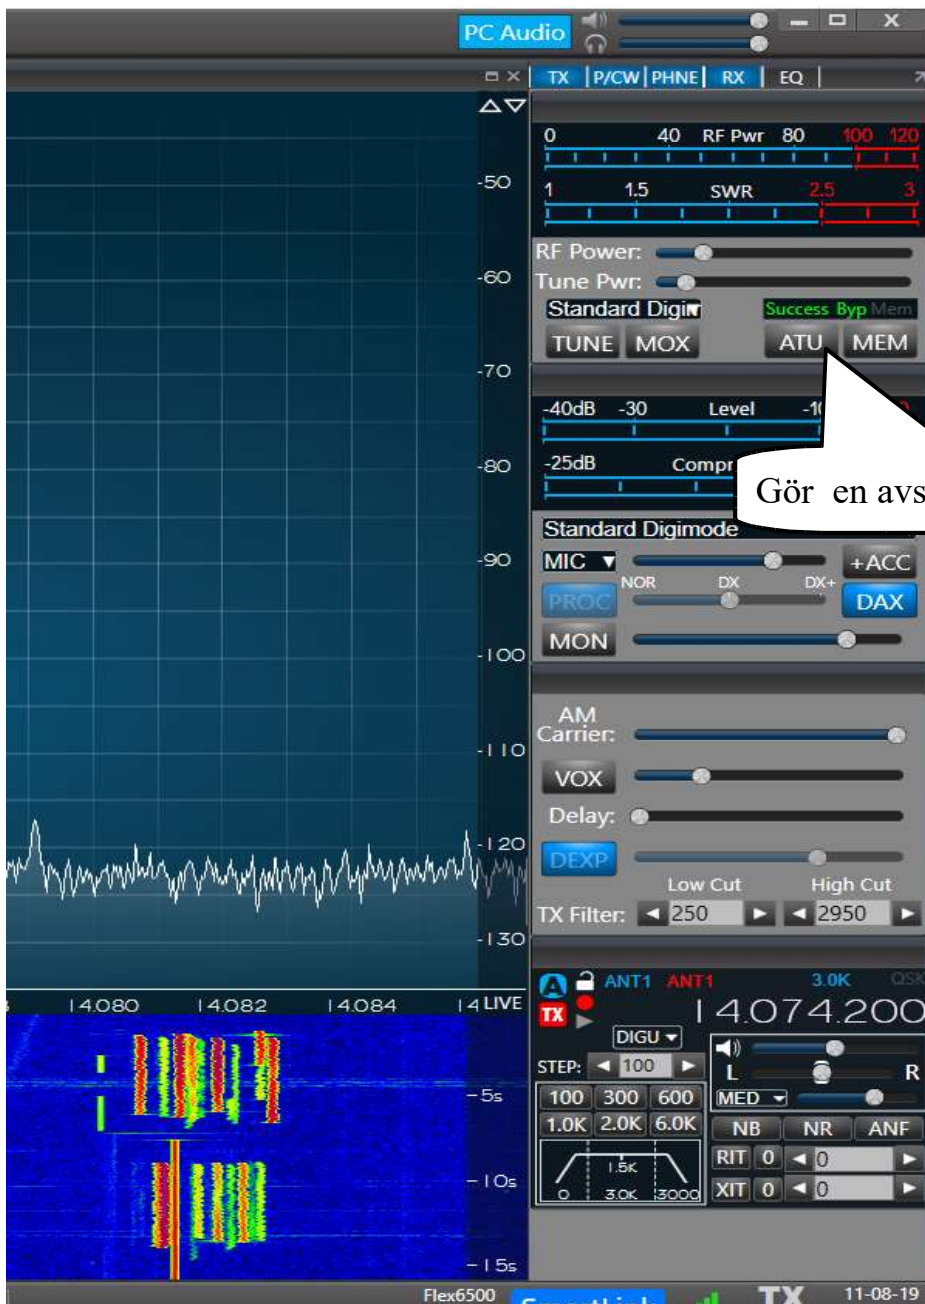 PC Audio
TX P/CW PHNE RX EQ
0 40 RF Pwr 80 100 120
-50
1 1.5 SWR 2.5 3
RF Power:
-60
Tune Pwr:
Standard Success Byp Mem
TUNE MOX ATU MEM
-70
-40dB -30 Level
-80
-25dB
Gör en
Standard Digimode
-90
MIC +ACC
NOR DX DX+
PROC DAX
MON
-100
AM
Carrier:
-110
VOX
Delay:
-120
DEXP
Low Cut High Cut
TX Filter: 250 2950
-130
A ANT1 ANT1 3.0K QSK
14.080 14.082 14.084 LIVE
TX 14.074.200
DIGU
STEP: 100
L R
-5s
100 300 600 MED
1.0K 2.0K 6.0K NB NR ANF
1.5K RIT 0 0
-10s
0 3.0K 3000 XIT 0 0
-15s
Flex6500 TX 11-08-19